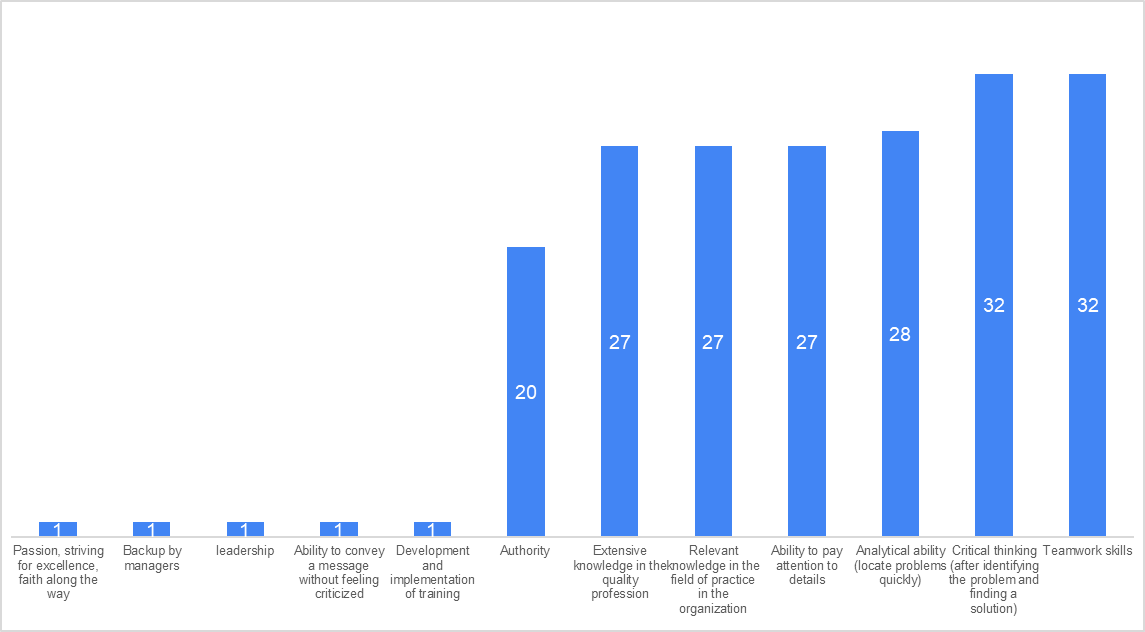 1
1
1
1
1
20
27
27
27
28
32
32
Passion, striving
for excellence,
faith along the
way
Backup by
managers
leadership
Ability to convey
a message
without feeling
criticized
Development
and
implementation
of training
Authority
Extensive
knowledge in the
quality
profession
Relevant
knowledge in the
field of practice
in the
organization
Ability to pay
attention to
details
Analytical ability
(locate problems
quickly)
Critical thinking
(after identifying
the problem and
finding a
solution)
Teamwork skills